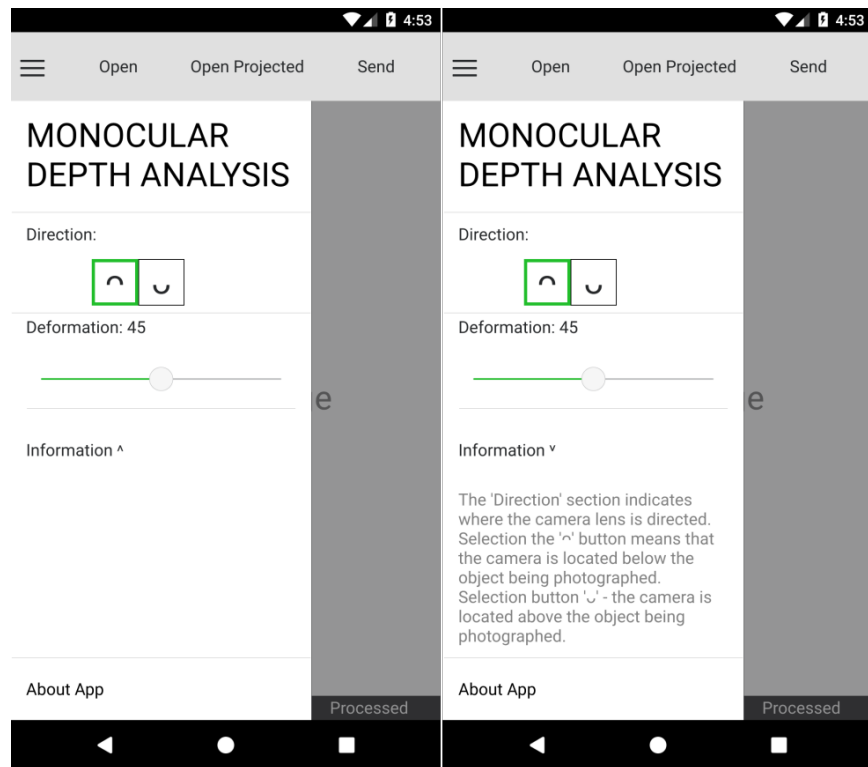 4:53
Open Open Projected Send
MONOCULAR
DEPTH ANALYSIS
Direction:
Deformation: 45
e
Information ^
About App
Processed
4:53
Open Open Projected Send
MONOCULAR
DEPTH ANALYSIS
Direction:
Deformation: 45
e
Information ˅
The 'Direction' section indicates
where the camera lens is directed.
Selection the '◠' button means that
the camera is located below the
object being photographed.
Selection button '◡' - the camera is
located above the object being
photographed.
About App
Processed